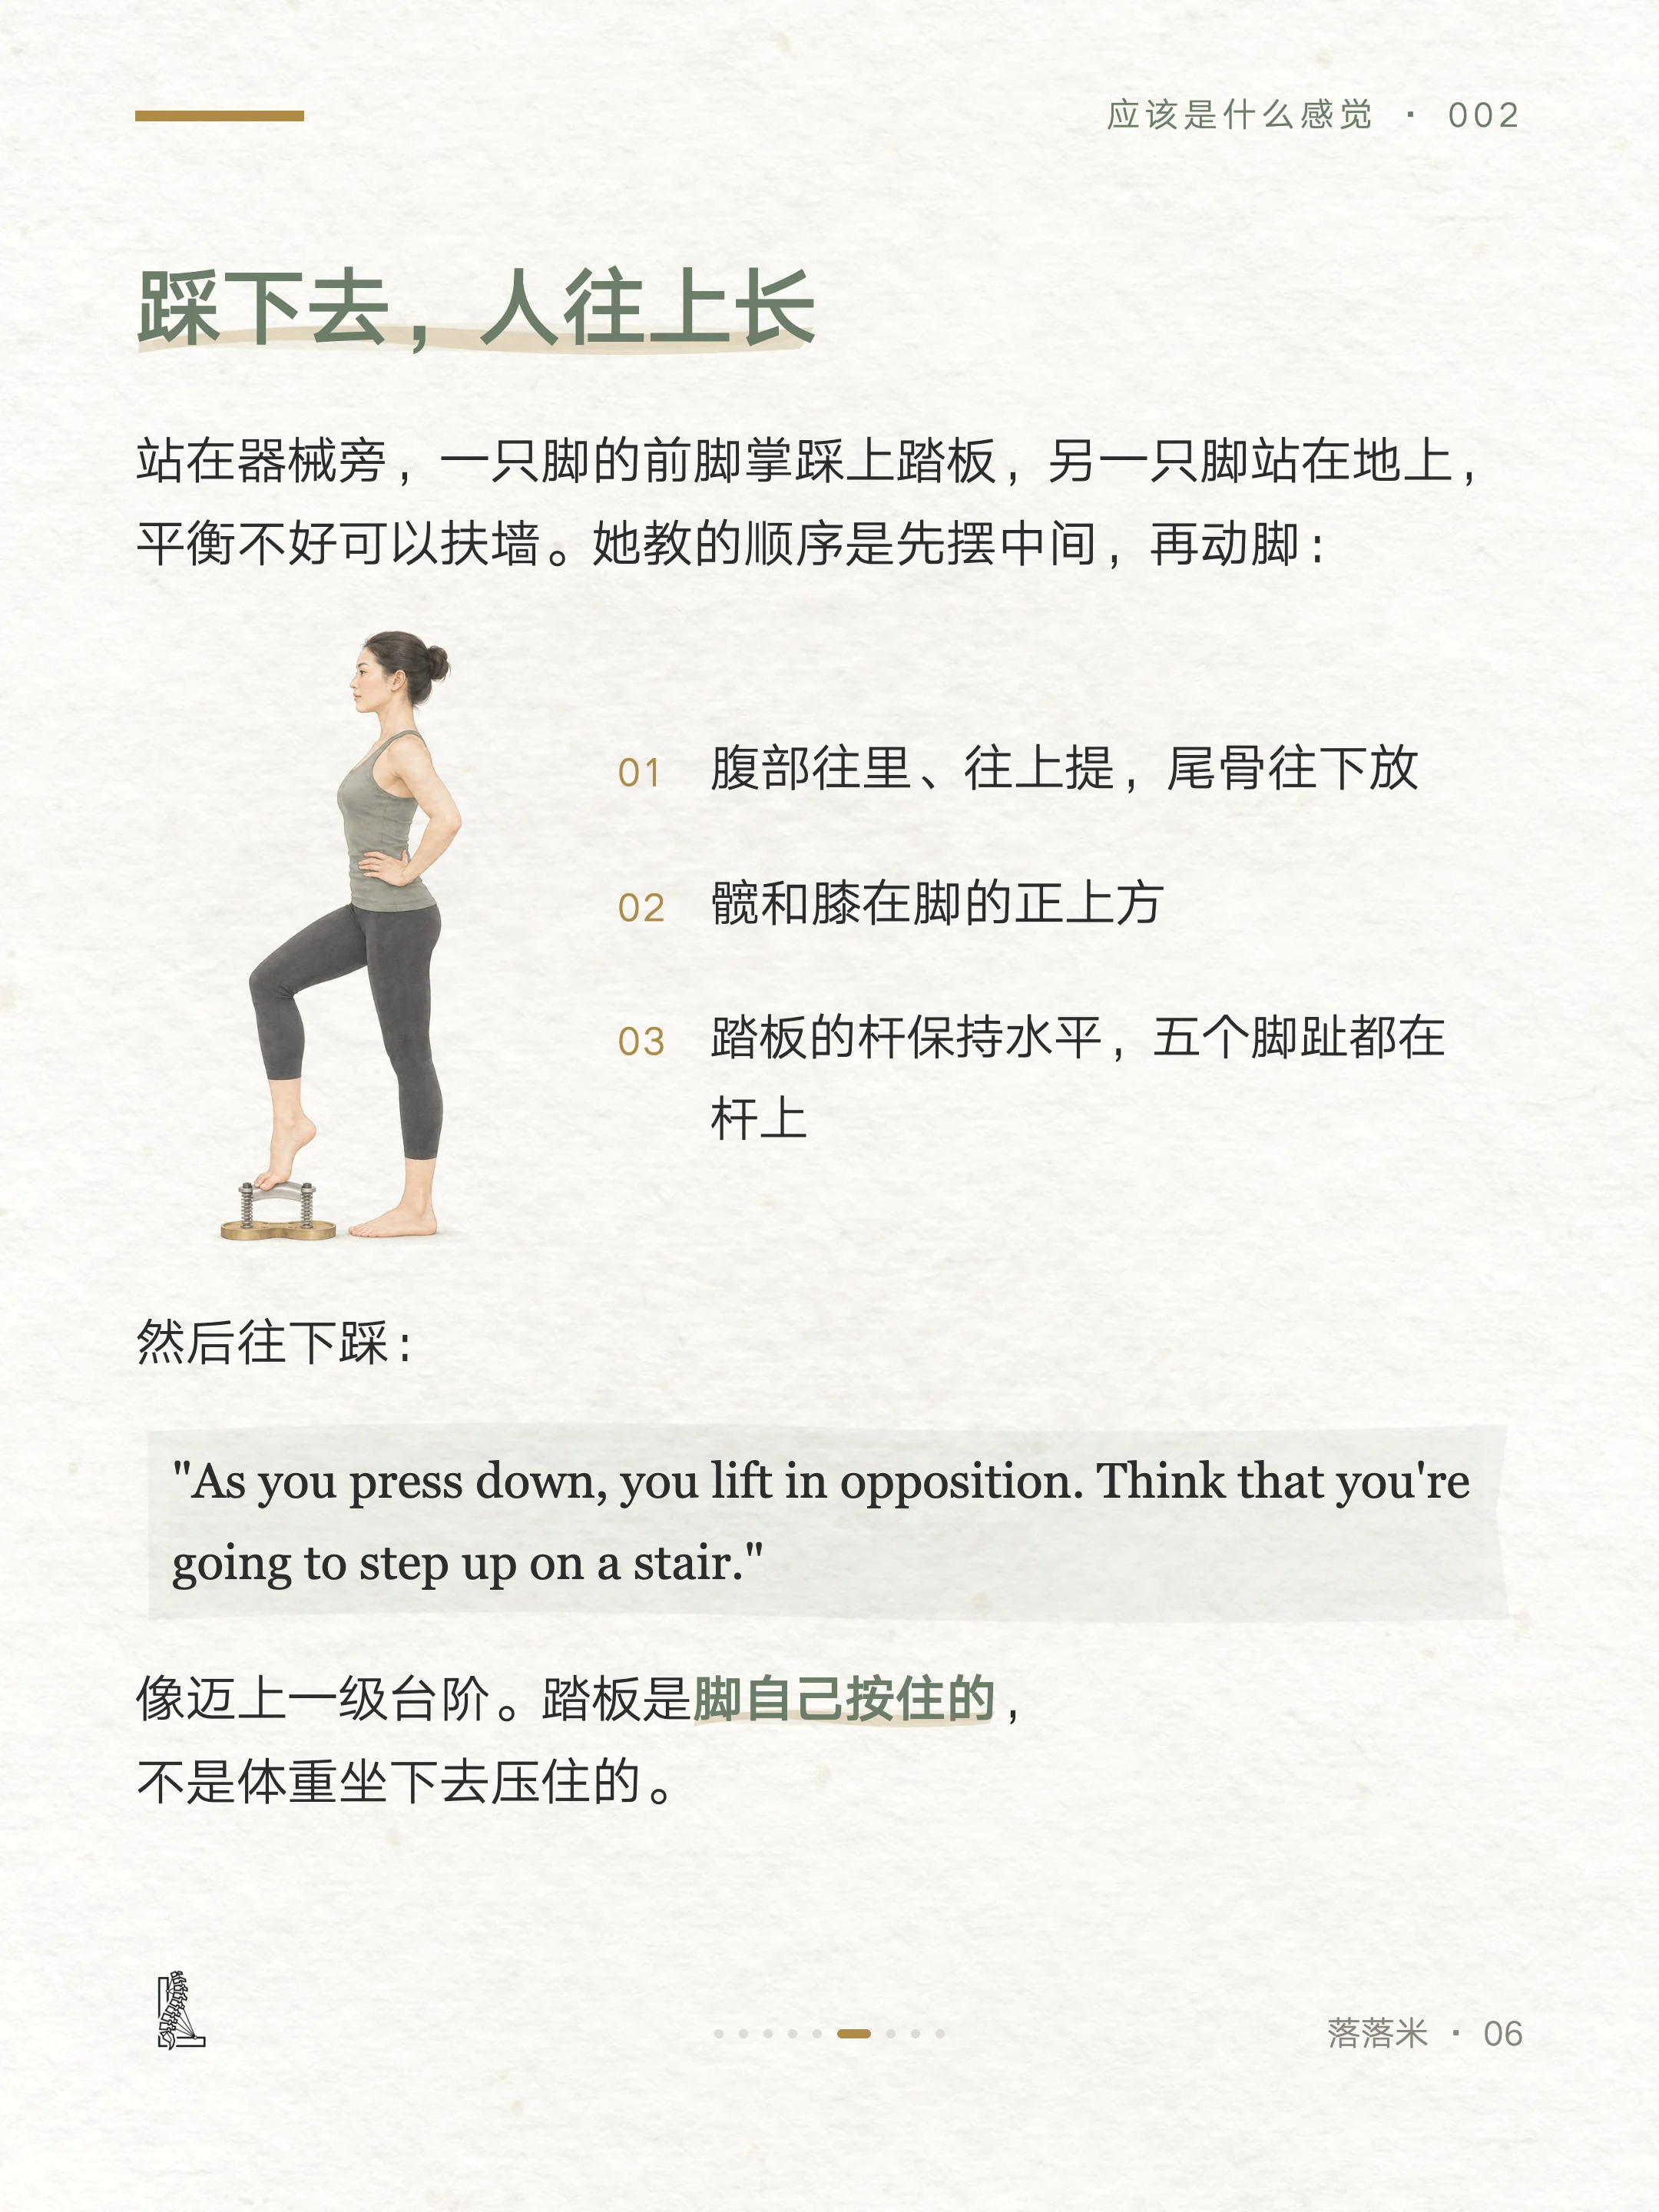 应该是什么感觉 · 002
踩下去，人往上长
站在器械旁，一只脚的前脚掌踩上踏板，另一只脚站在地上，
平衡不好可以扶墙。她教的顺序是先摆中间，再动脚：
01 腹部往里、往上提，尾骨往下放
02 髋和膝在脚的正上方
03 踏板的杆保持水平，五个脚趾都在
杆上
然后往下踩：
"As you press down, you lift in opposition. Think that you're
going to step up on a stair."
像迈上一级台阶。踏板是脚自己按住的，
不是体重坐下去压住的。
落落米 · 06